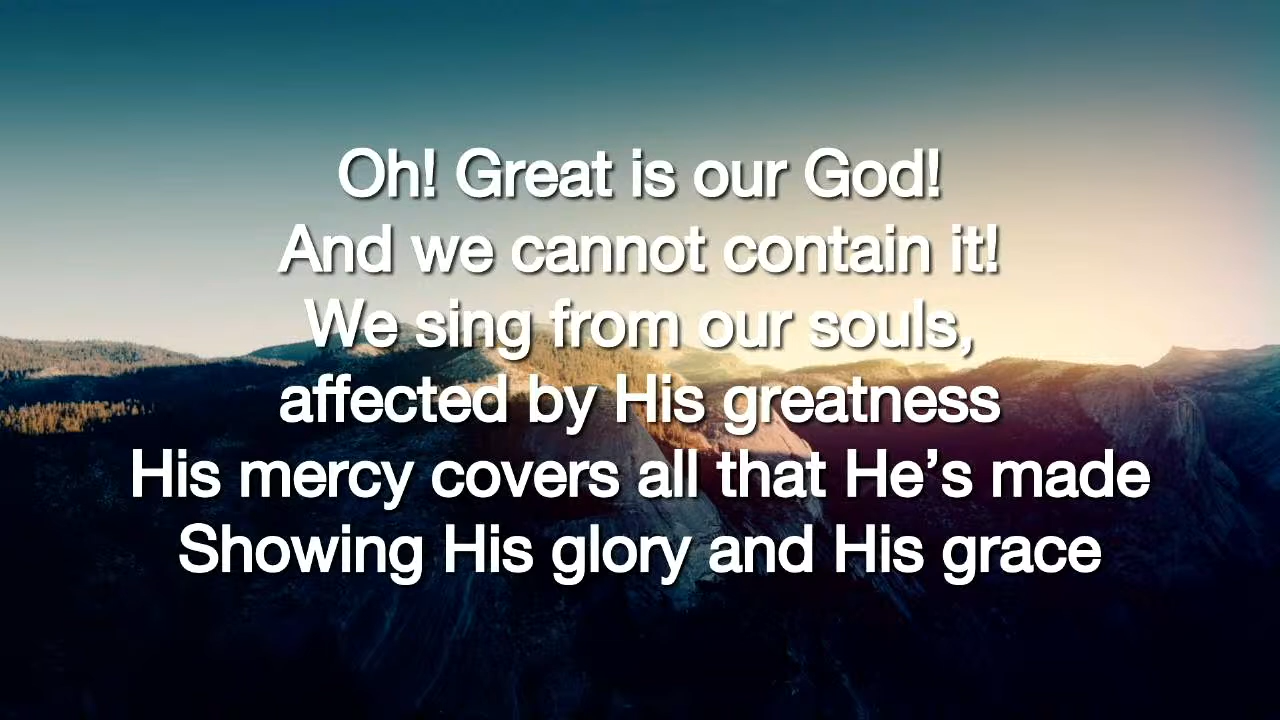 Oh! Great is our God!
And we cannot contain it!
We sing from our souls,
affected by His greatness
His mercy covers all that He’s made
Showing His glory and His grace